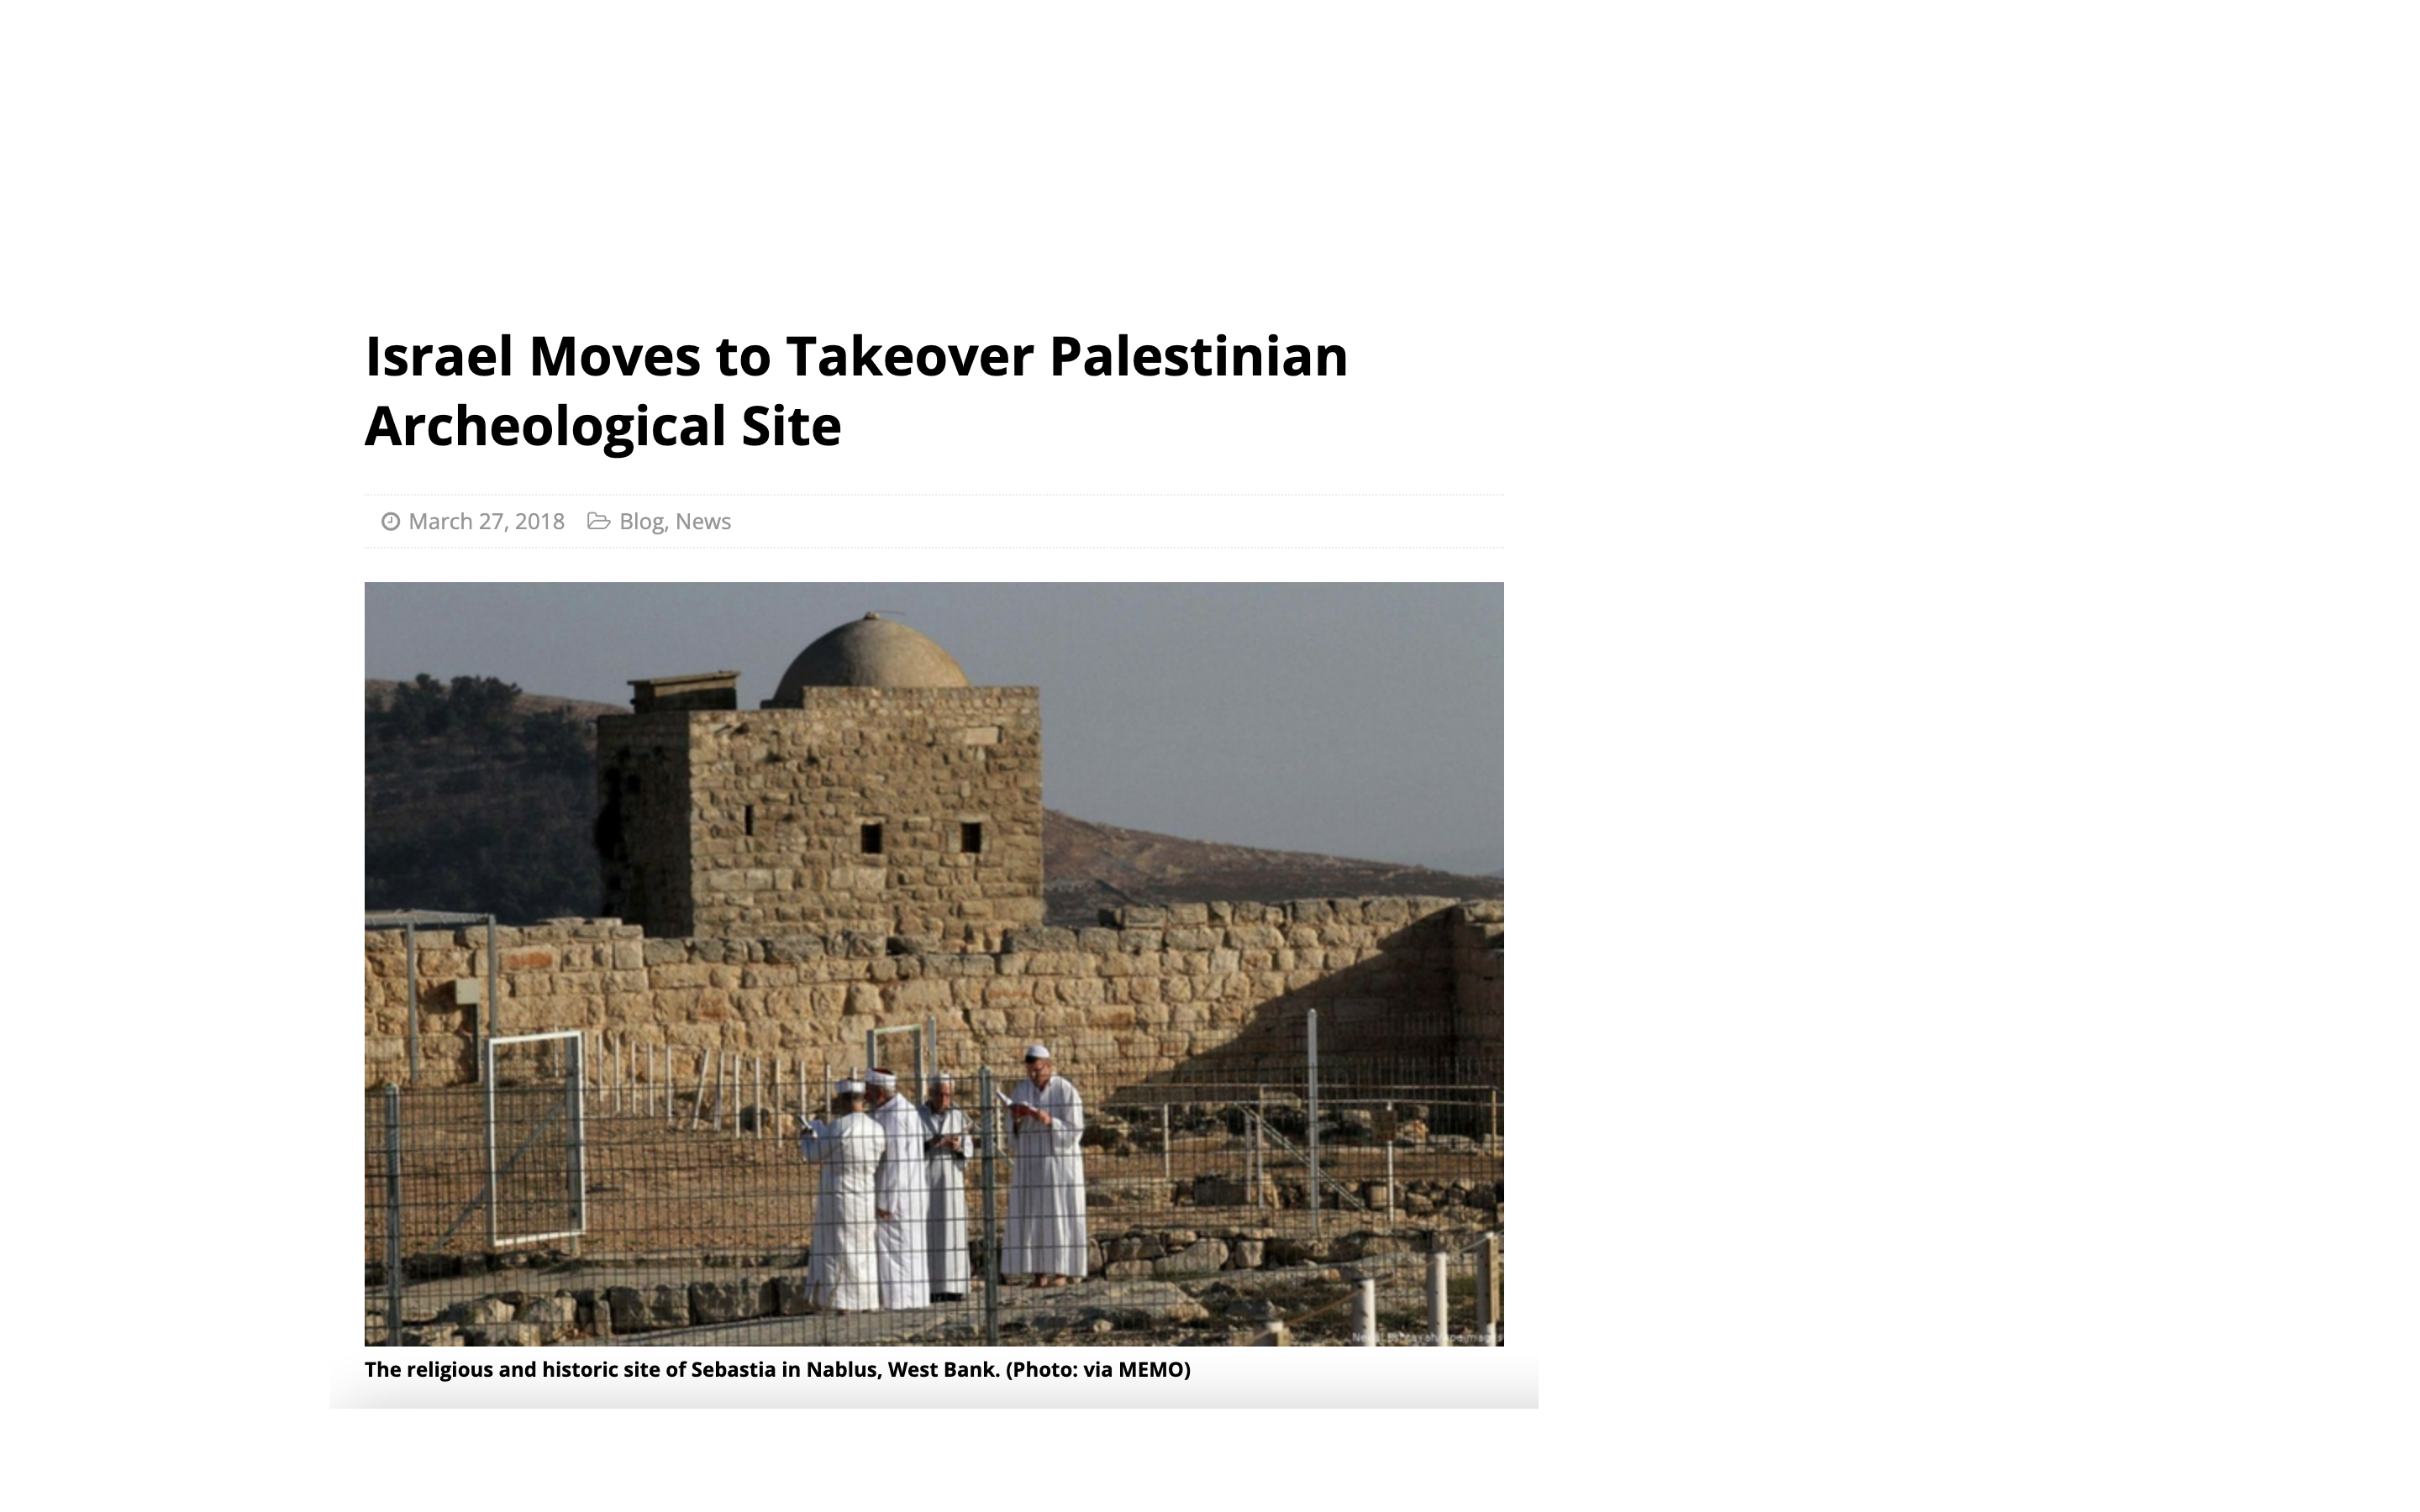 Israel Moves to Takeover Palestinian
Archeological Site
March 27, 2018 Blog, News
The religious and historic site of Sebastia in Nablus, West Bank. (Photo: via MEMO)